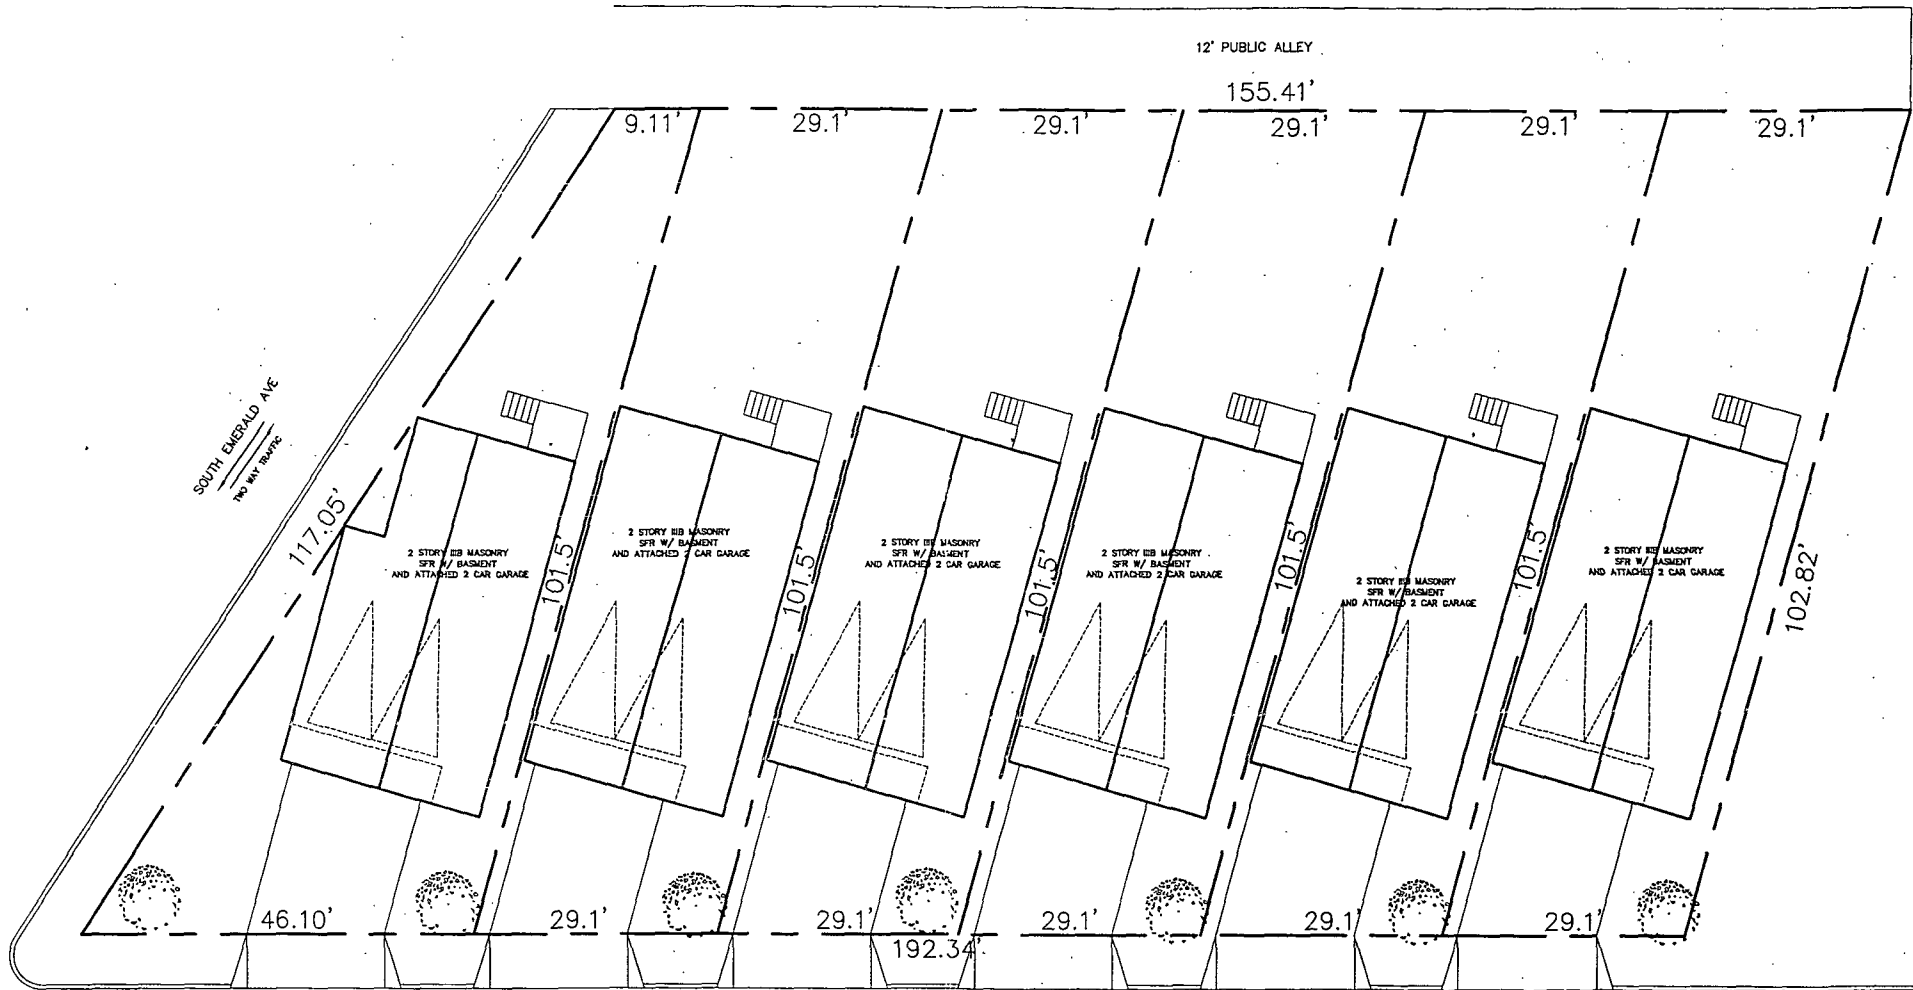 12' PUBLIC ALLEY
155.41'
9.11'
29.1'
29.1'
29.1'
29.1'
29.1'
SOUTH EMERALD AVE
TWO WAY TRAFFIC
117.05'
2 STORY IIIB MASONRY
SFR W/ BASMENT
AND ATTACHED 2 CAR GARAGE
101.5'
2 STORY IIIB MASONRY
SFR W/ BASMENT
AND ATTACHED 2 CAR GARAGE
101.5'
2 STORY IIIB MASONRY
SFR W/ BASMENT
AND ATTACHED 2 CAR GARAGE
101.5'
2 STORY IIIB MASONRY
SFR W/ BASMENT
AND ATTACHED 2 CAR GARAGE
101.5'
2 STORY IIIB MASONRY
SFR W/ BASMENT
AND ATTACHED 2 CAR GARAGE
101.5'
2 STORY IIIB MASONRY
SFR W/ BASMENT
AND ATTACHED 2 CAR GARAGE
102.82'
46.10'
29.1'
29.1'
29.1'
29.1'
29.1'
192.34'